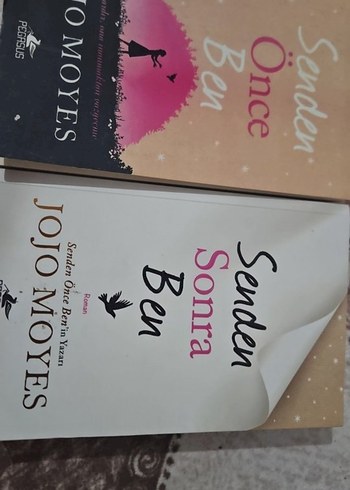 Senden
Önce
Ben
JO MOYES
PEGASUS
Senden
Sonra
Ben
Roman
Senden Önce Ben'in Yazarı
JOJO MOYES